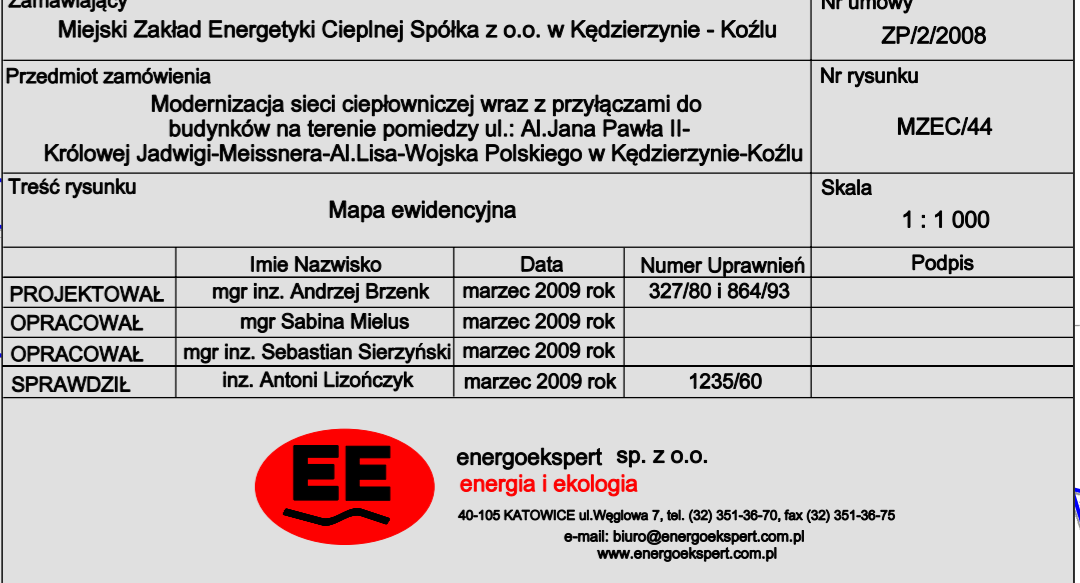 Zamawiający
Nr umowy
Miejski Zakład Energetyki Cieplnej Spółka z o.o. w Kędzierzynie - Koźlu
ZP/2/2008
Przedmiot zamówienia
Nr rysunku
Modernizacja sieci ciepłowniczej wraz z przyłączami do
budynków na terenie pomiedzy ul.: Al.Jana Pawła II-
Królowej Jadwigi-Meissnera-Al.Lisa-Wojska Polskiego w Kędzierzynie-Koźlu
MZEC/44
Treść rysunku
Skala
Mapa ewidencyjna
1 : 1 000
Imie Nazwisko Data Numer Uprawnień Podpis
PROJEKTOWAŁ mgr inz. Andrzej Brzenk marzec 2009 rok 327/80 i 864/93
OPRACOWAŁ mgr Sabina Mielus marzec 2009 rok
OPRACOWAŁ mgr inz. Sebastian Sierzyński marzec 2009 rok
SPRAWDZIŁ inz. Antoni Lizończyk marzec 2009 rok 1235/60
EE
energoekspert sp. z o.o.
energia i ekologia
40-105 KATOWICE ul.Węglowa 7, tel. (32) 351-36-70, fax (32) 351-36-75
e-mail: biuro@energoekspert.com.pl
www.energoekspert.com.pl